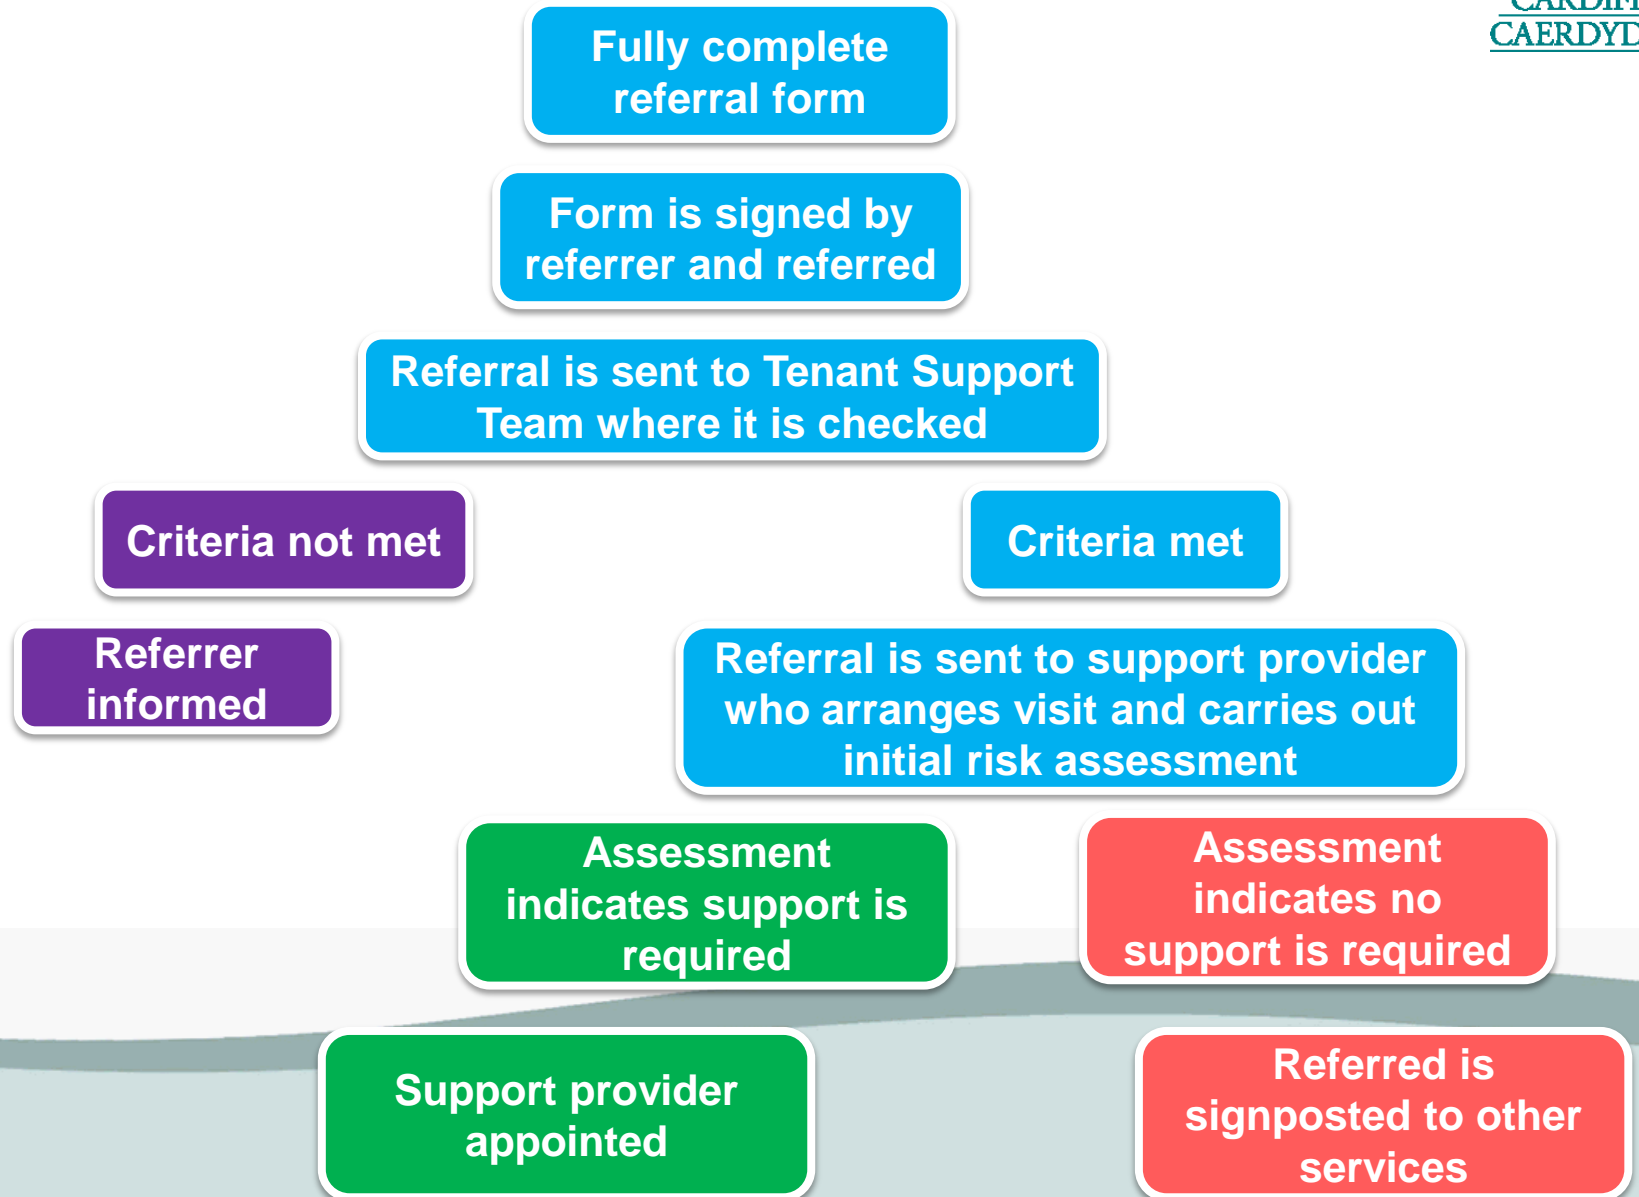 Fully complete
referral form
Form is signed by
referrer and referred
Referral is sent to Tenant Support
Team where it is checked
Criteria not met
Criteria met
Referrer
informed
Referral is sent to support provider
who arranges visit and carries out
initial risk assessment
Assessment
indicates support is
required
Assessment
indicates no
support is required
Support provider
appointed
Referred is
signposted to other
services